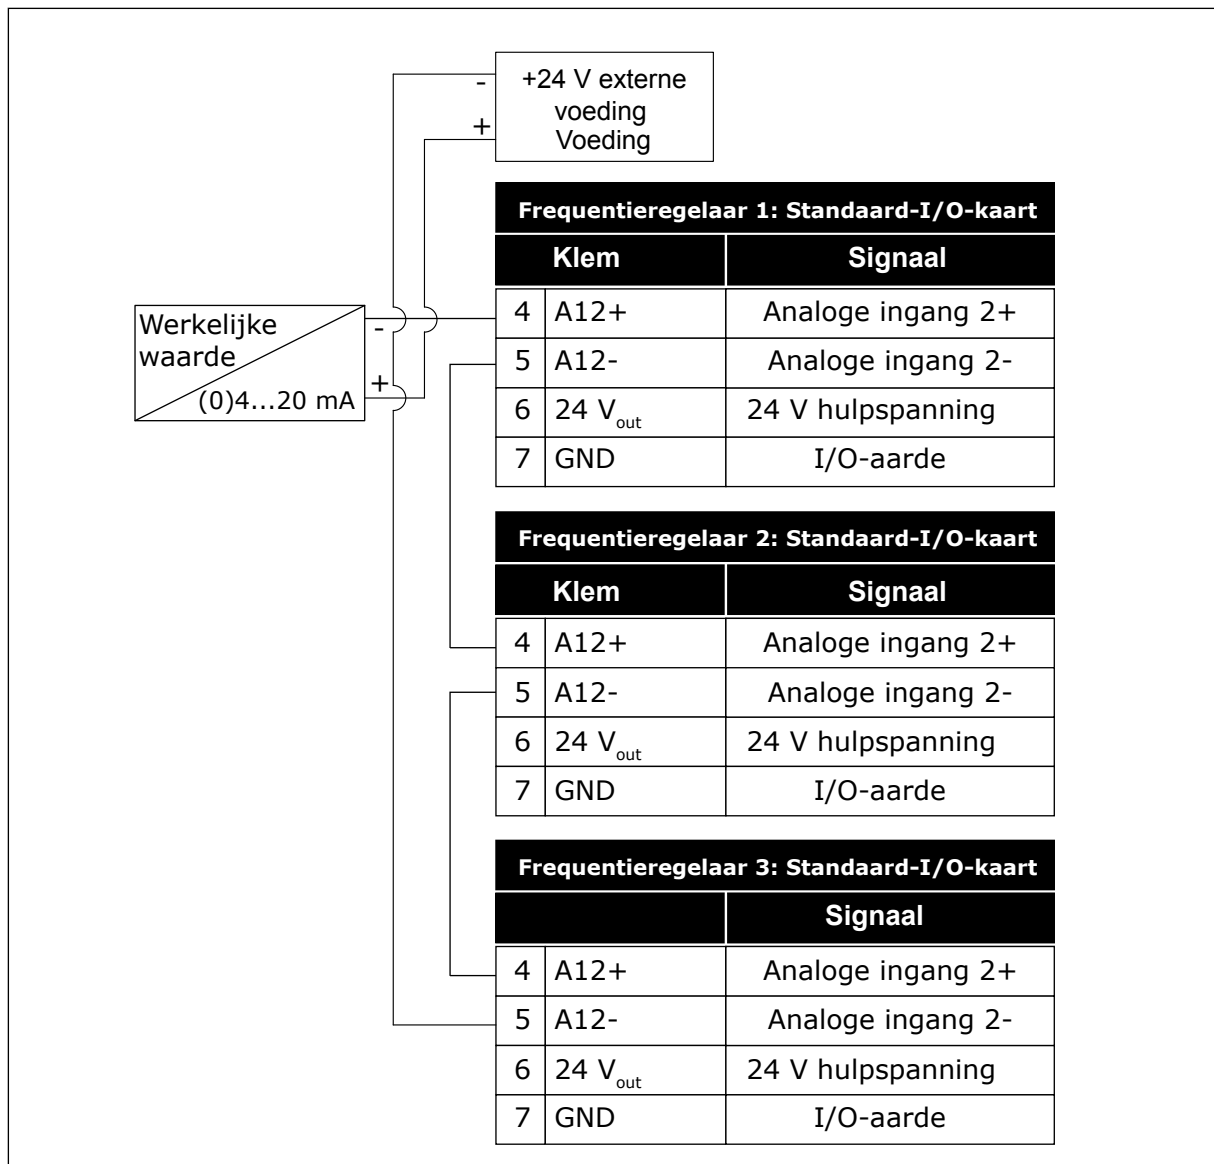 - +24 V externe
voeding
+ Voeding
Frequentieregelaar 1: Standaard-I/O-kaart
Klem Signaal
Werkelijke
waarde
-
+
(0)4...20 mA
4 A12+ Analoge ingang 2+
5 A12- Analoge ingang 2-
6 24 Vout 24 V hulpspanning
7 GND I/O-aarde
Frequentieregelaar 2: Standaard-I/O-kaart
Klem Signaal
4 A12+ Analoge ingang 2+
5 A12- Analoge ingang 2-
6 24 Vout 24 V hulpspanning
7 GND I/O-aarde
Frequentieregelaar 3: Standaard-I/O-kaart
Signaal
4 A12+ Analoge ingang 2+
5 A12- Analoge ingang 2-
6 24 Vout 24 V hulpspanning
7 GND I/O-aarde